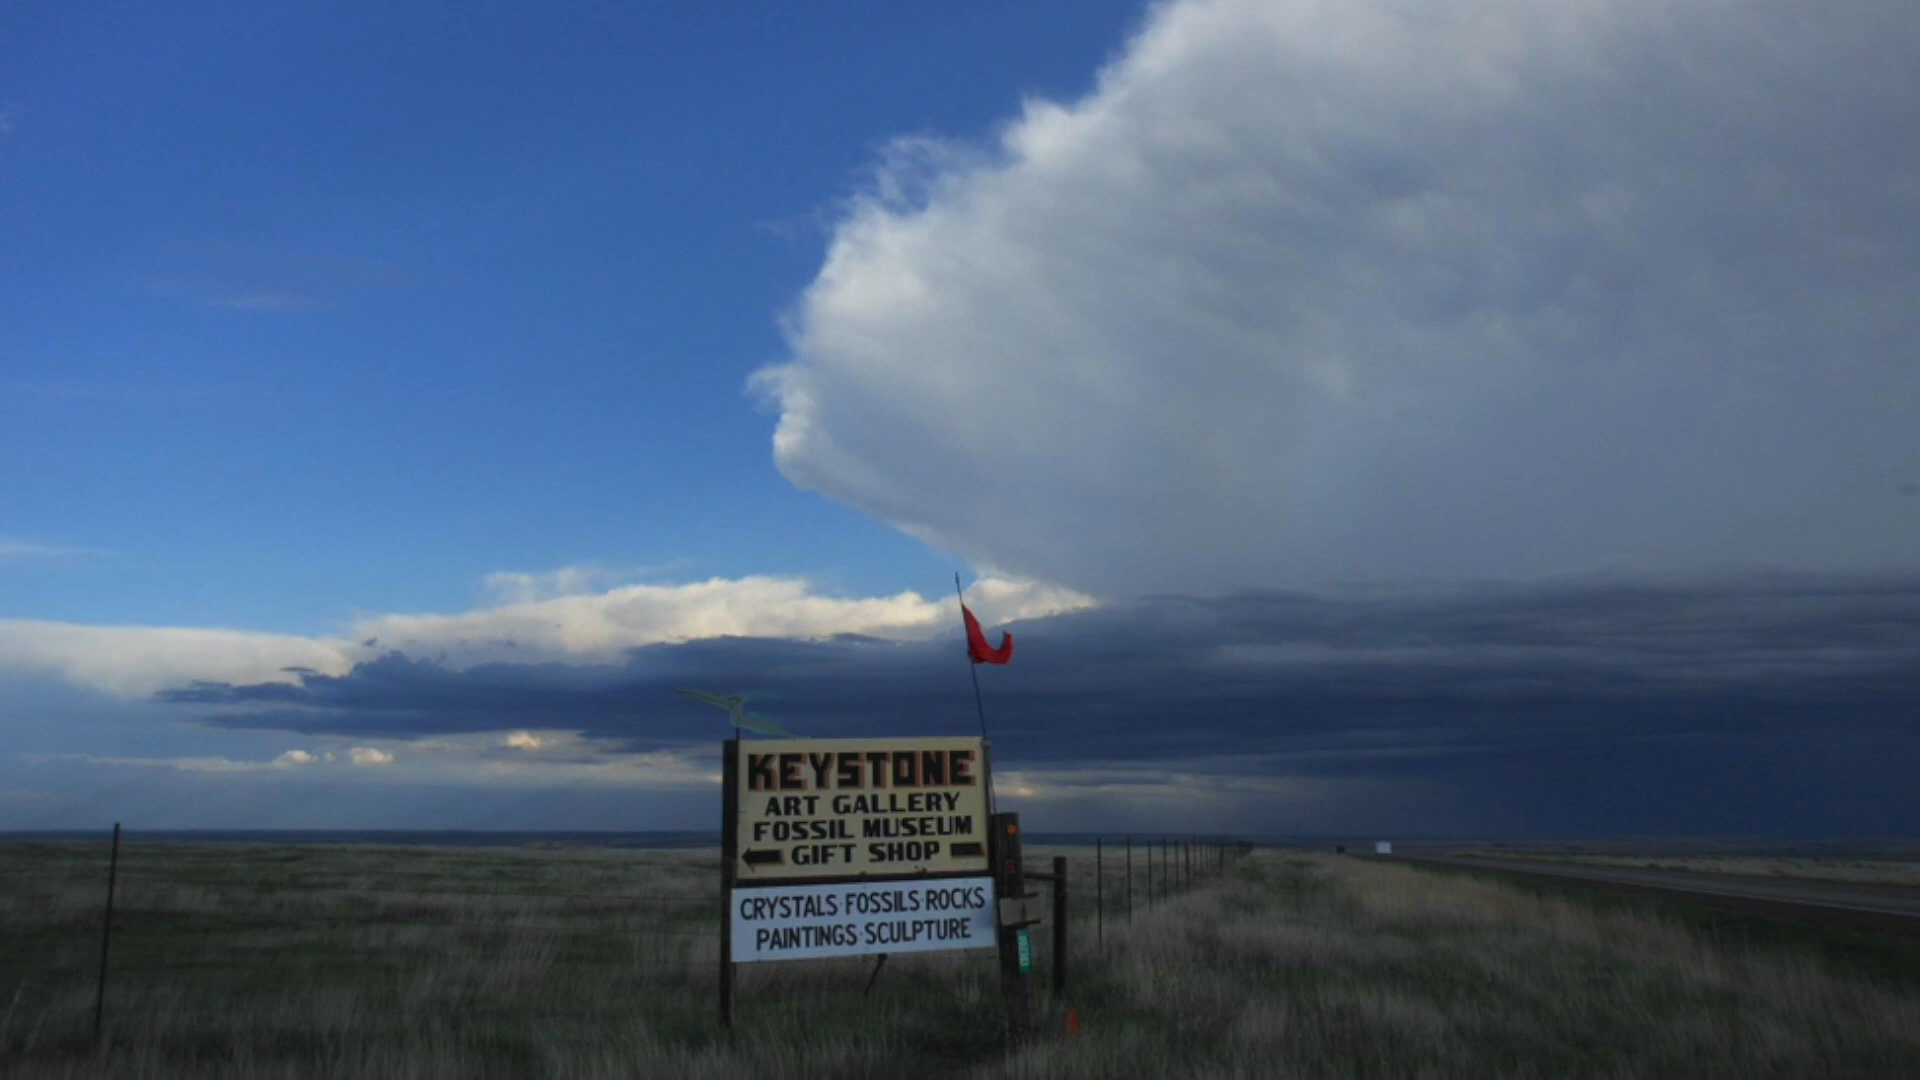 KEYSTONE
ART GALLERY
FOSSIL MUSEUM
GIFT SHOP
CRYSTALS·FOSSILS·ROCKS
PAINTINGS·SCULPTURE